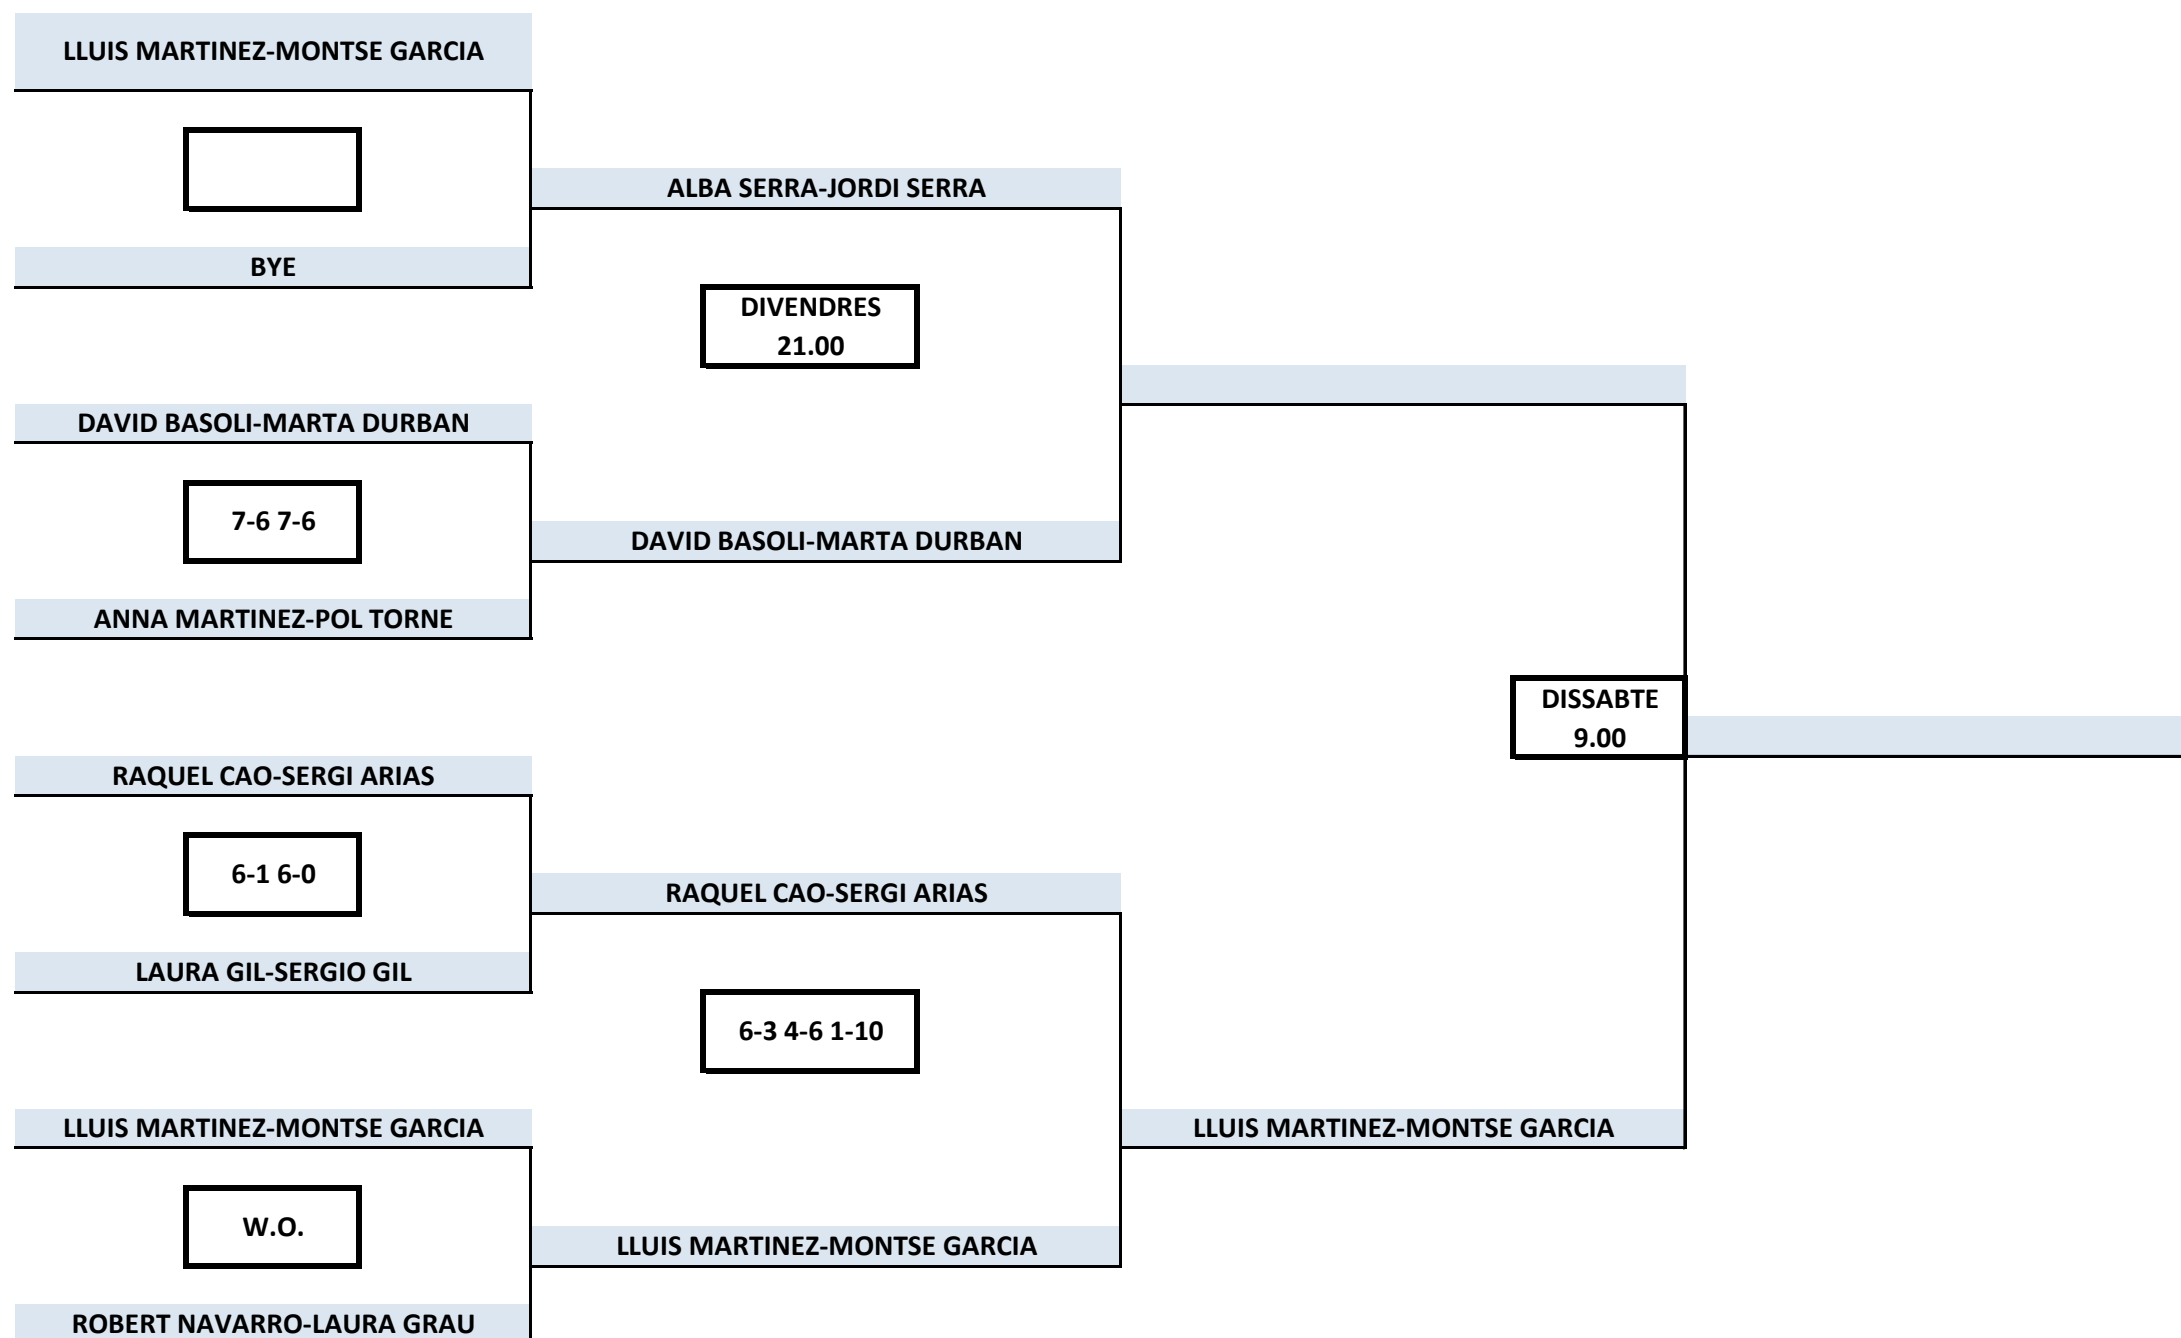 LLUIS MARTINEZ-MONTSE GARCIA
ALBA SERRA-JORDI SERRA
BYE
DIVENDRES
21.00
DAVID BASOLI-MARTA DURBAN
7-6 7-6
DAVID BASOLI-MARTA DURBAN
ANNA MARTINEZ-POL TORNE
DISSABTE
9.00
RAQUEL CAO-SERGI ARIAS
6-1 6-0
RAQUEL CAO-SERGI ARIAS
LAURA GIL-SERGIO GIL
6-3 4-6 1-10
LLUIS MARTINEZ-MONTSE GARCIA
LLUIS MARTINEZ-MONTSE GARCIA
W.O.
LLUIS MARTINEZ-MONTSE GARCIA
ROBERT NAVARRO-LAURA GRAU